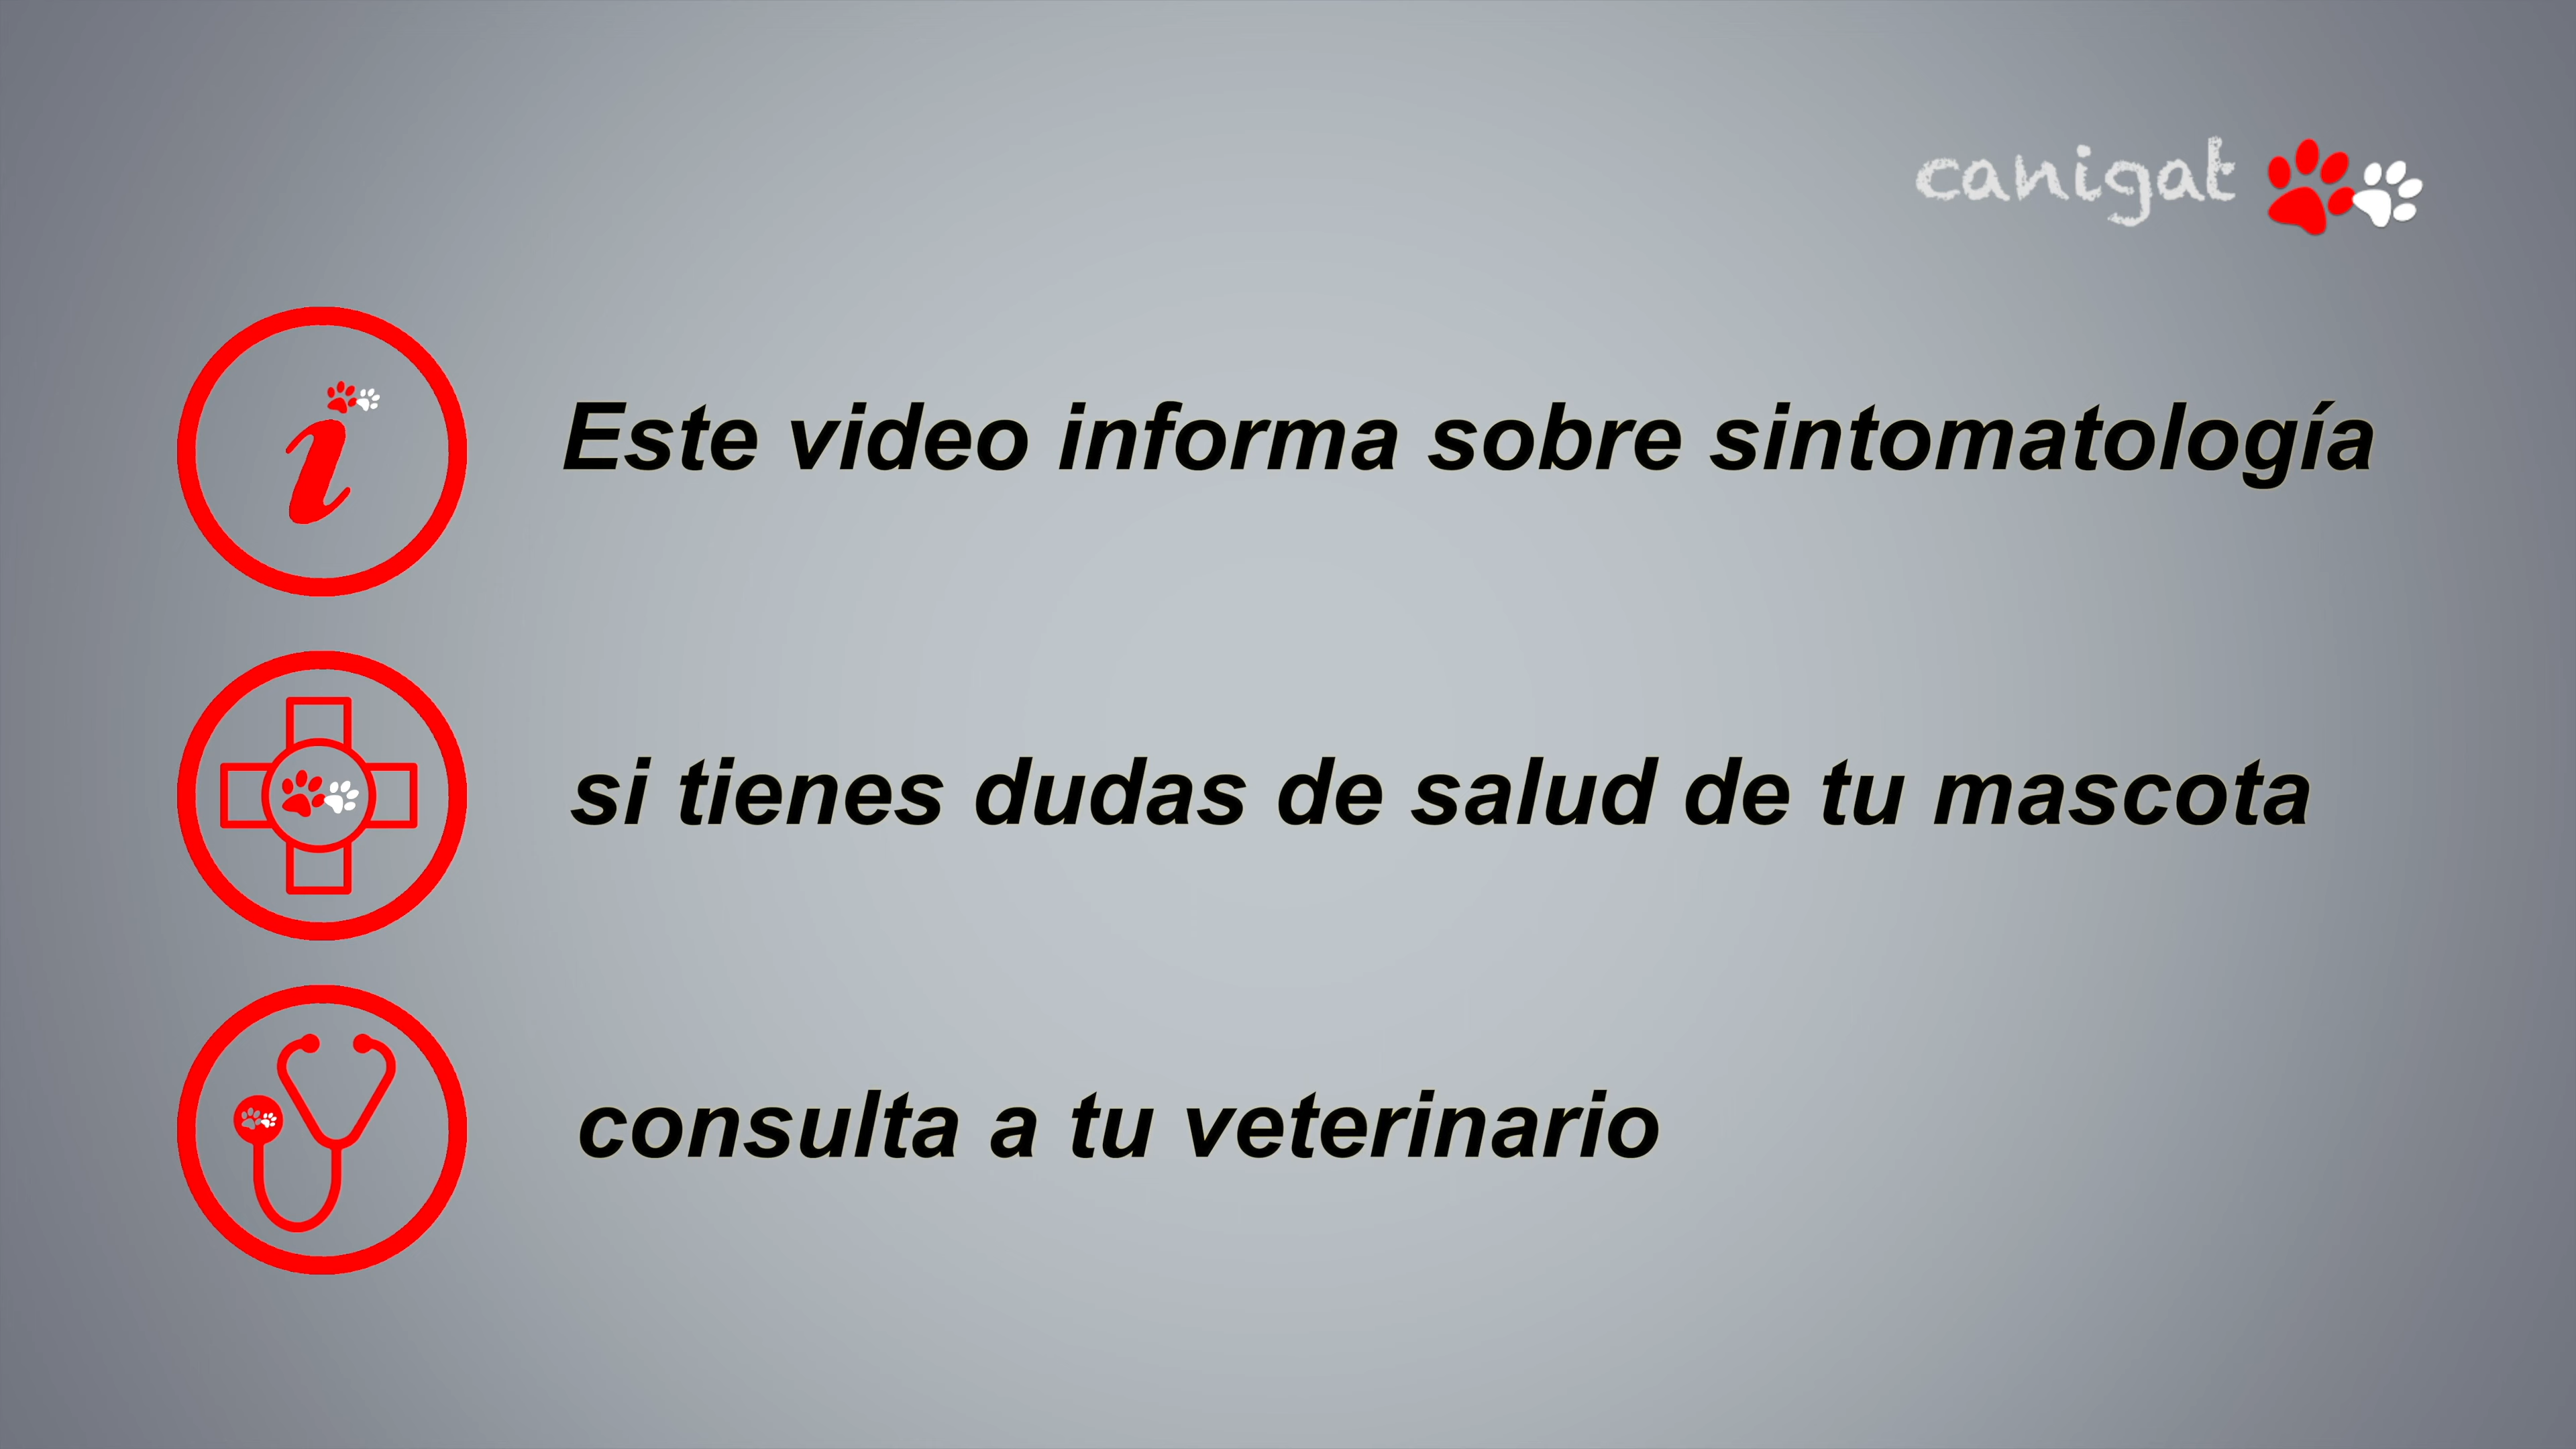 canigat
Este video informa sobre sintomatología
si tienes dudas de salud de tu mascota
consulta a tu veterinario